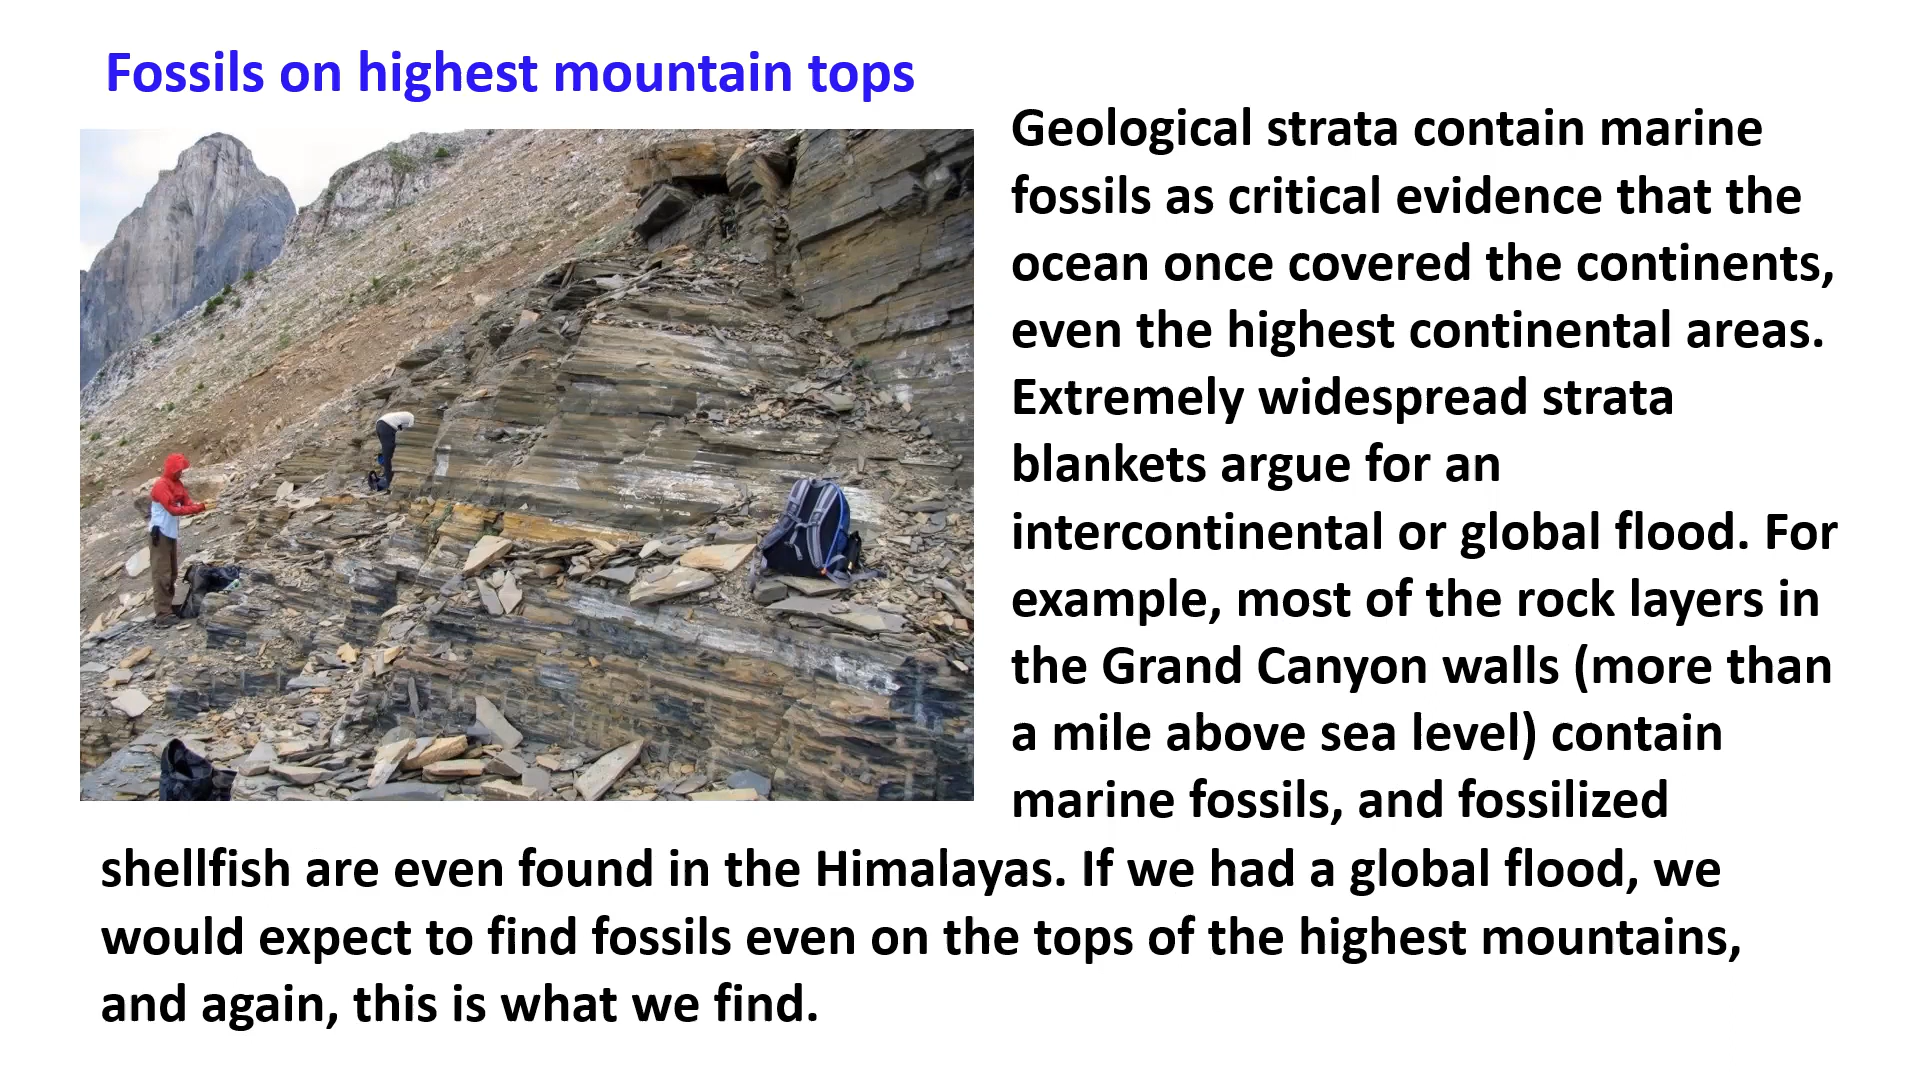 Fossils on highest mountain tops
Geological strata contain marine
fossils as critical evidence that the
ocean once covered the continents,
even the highest continental areas.
Extremely widespread strata
blankets argue for an
intercontinental or global flood. For
example, most of the rock layers in
the Grand Canyon walls (more than
a mile above sea level) contain
marine fossils, and fossilized
shellfish are even found in the Himalayas. If we had a global flood, we
would expect to find fossils even on the tops of the highest mountains,
and again, this is what we find.